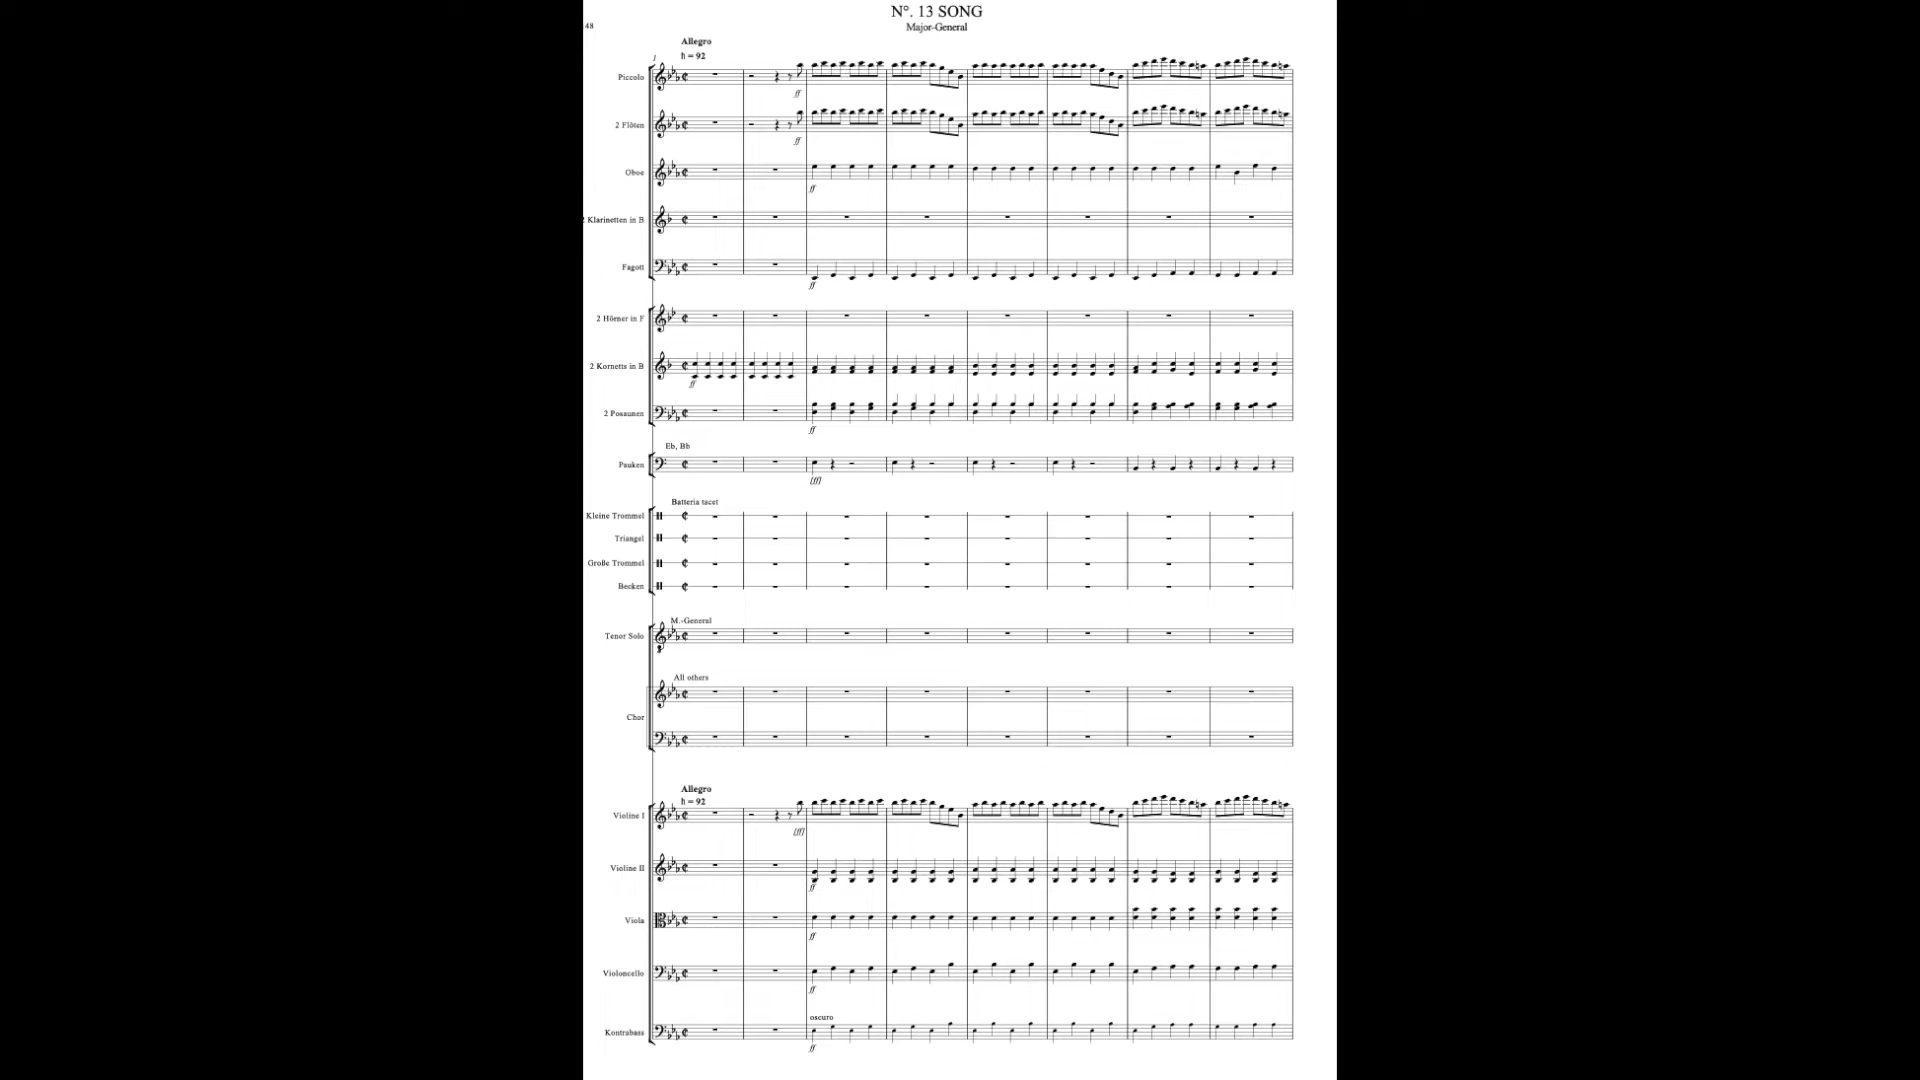 N°. 13 SONG
Major-General
48
Allegro
= 92
1
Piccolo
ff
2 Flöten
ff
Oboe
ff
2 Klarinetten in B
Fagott
ff
2 Hörner in F
2 Kornetts in B
ff
2 Posaunen
ff
Eb, Bb
Pauken
[ff]
Batteria tacet
Kleine Trommel
Triangel
Große Trommel
Becken
M.-General
Tenor Solo
All others
Chor
Allegro
= 92
Violine I
[ff]
Violine II
ff
Viola
ff
Violoncello
ff
oscuro
Kontrabass
ff